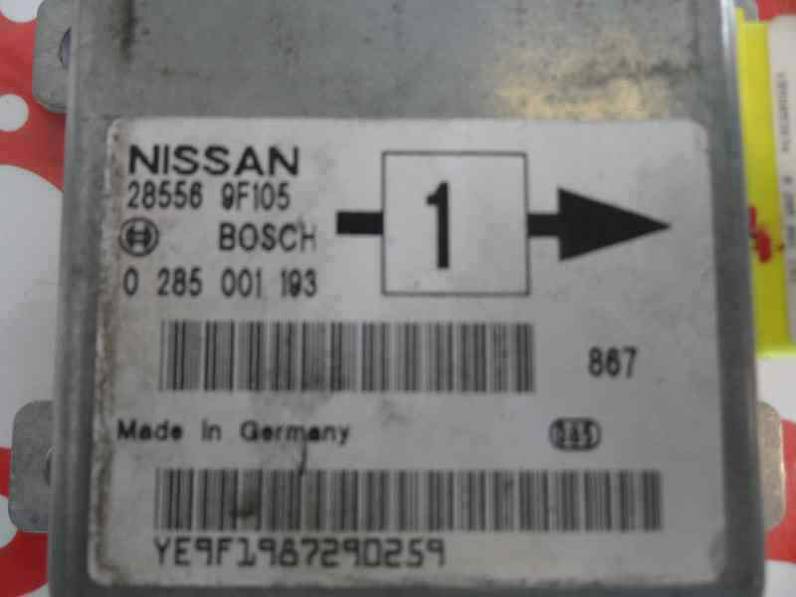 NISSAN
28556 9F105
BOSCH
0 285 001 193
1
867
Made in Germany
YE9F1987290259